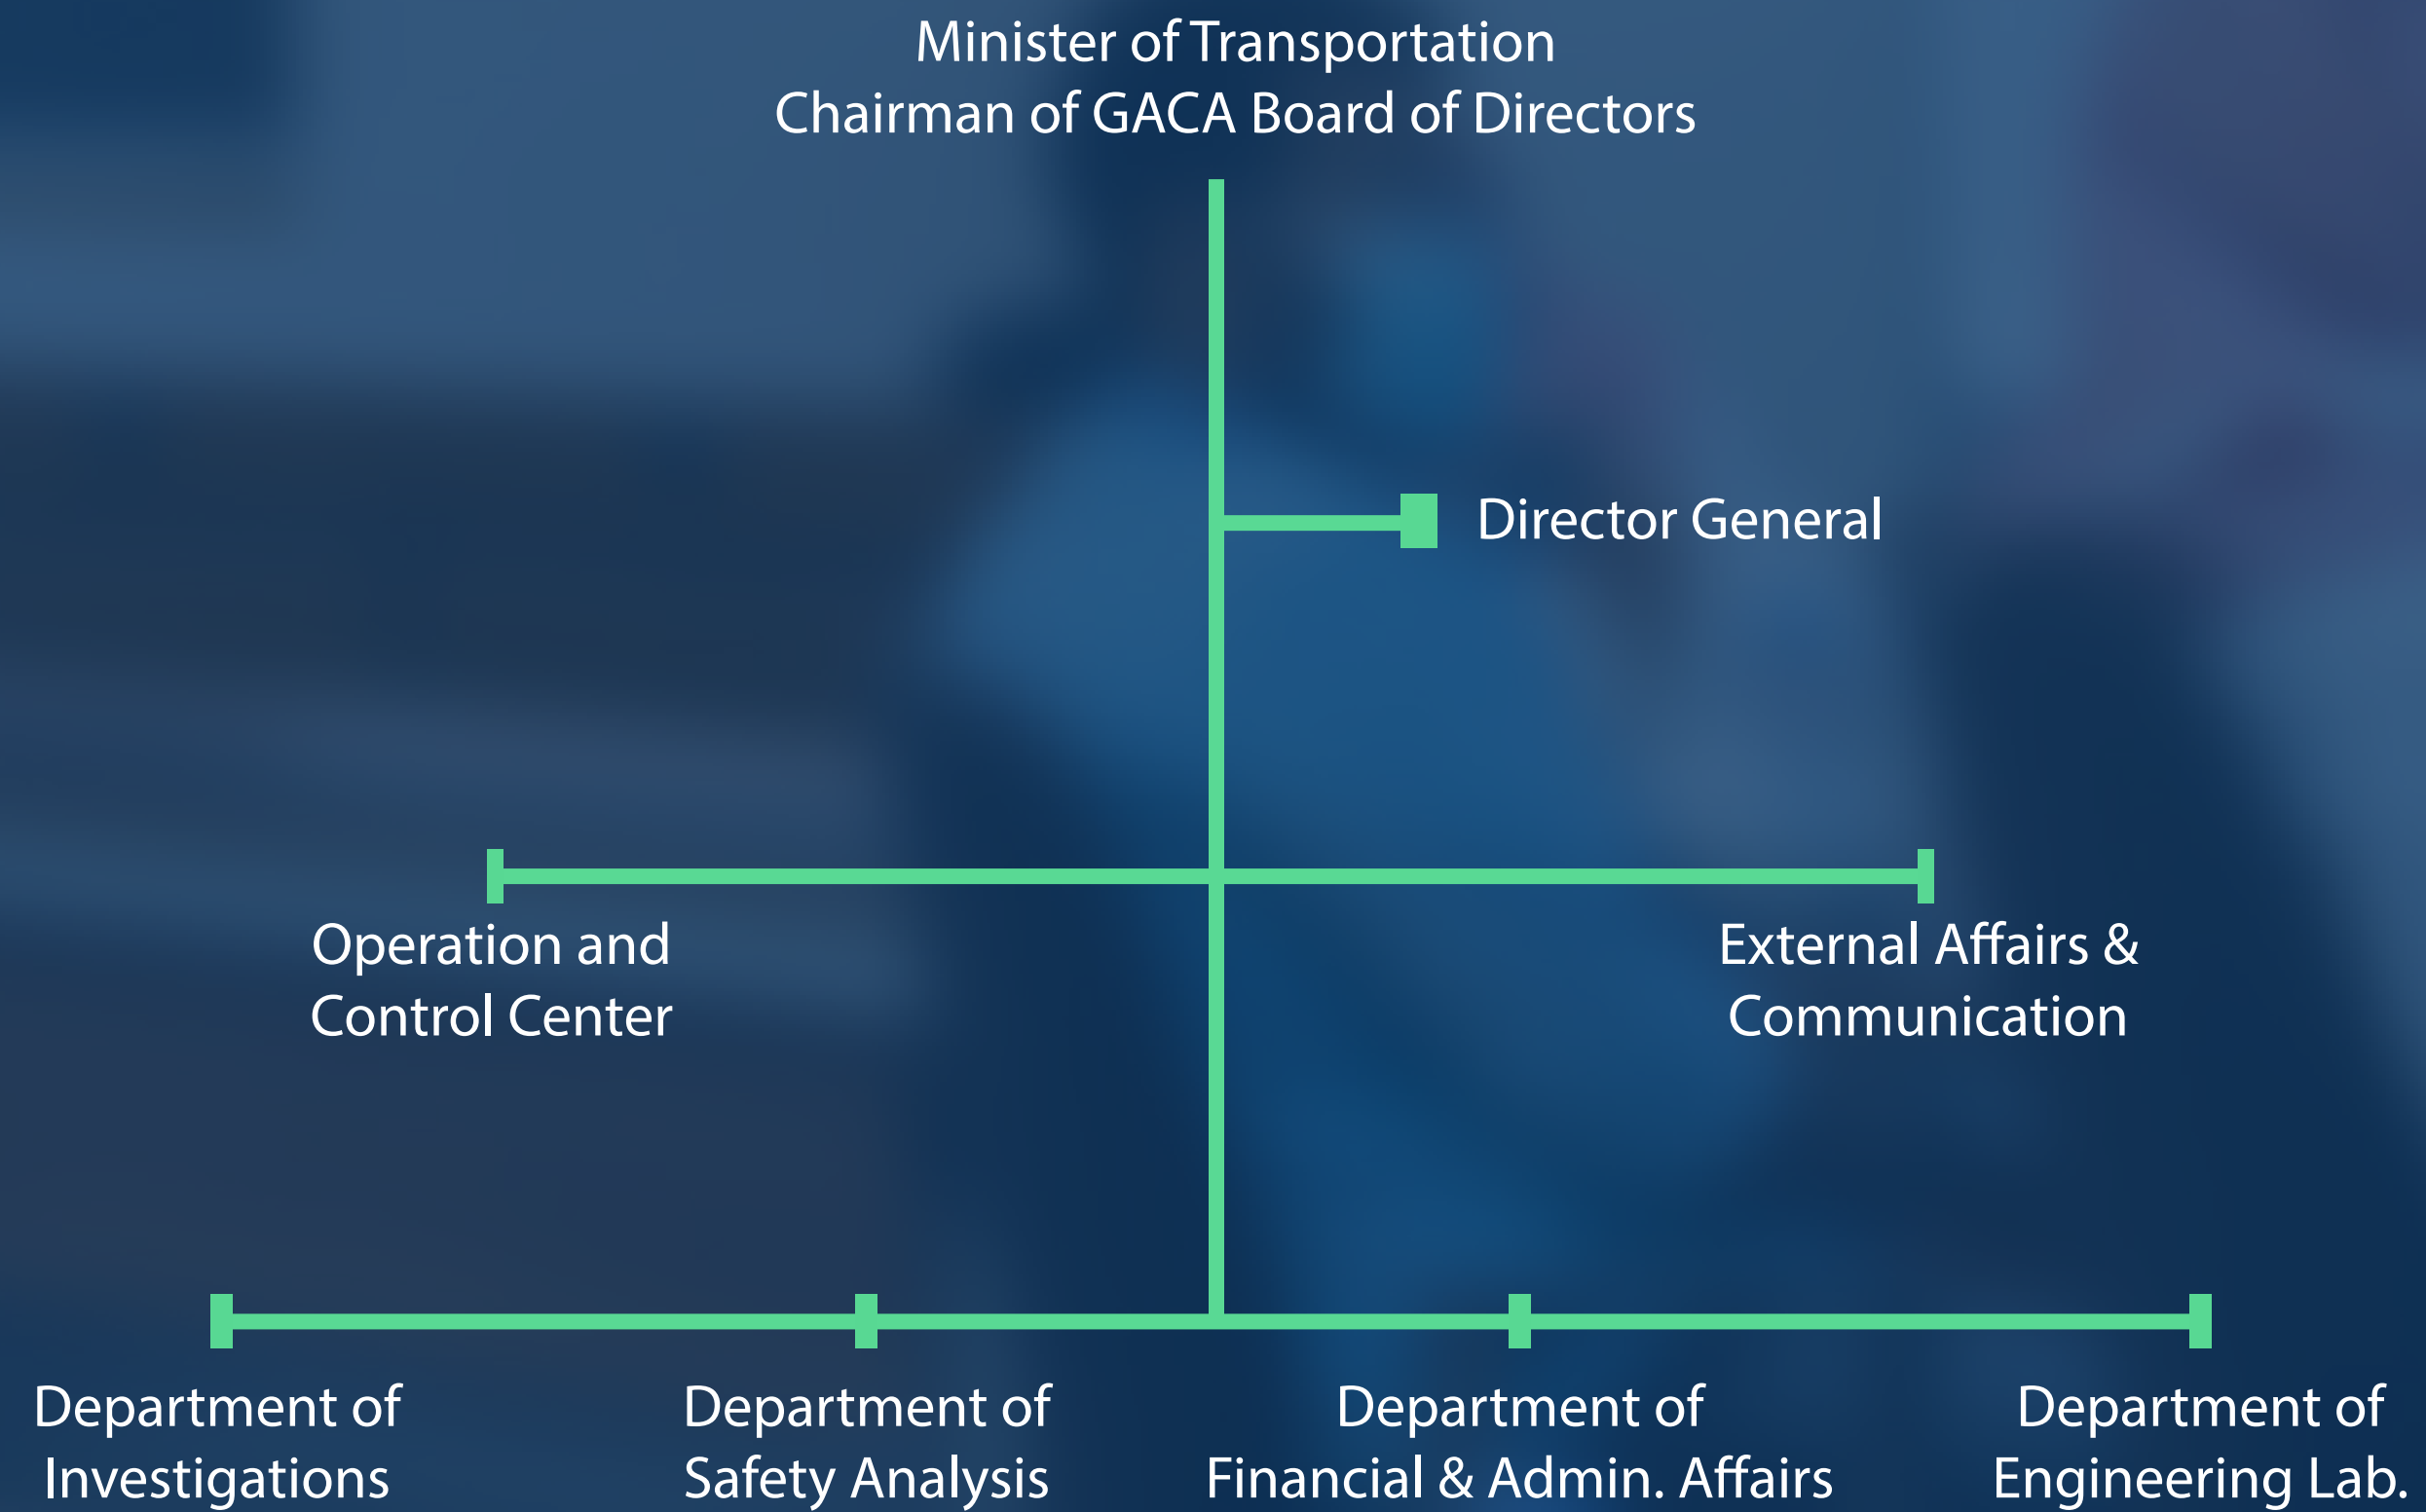 Minister of Transportation
Chairman of GACA Board of Directors
Director General
Operation and
Control Center
External Affairs &
Communication
Department of
Investigations
Department of
Safety Analysis
Department of
Financial & Admin. Affairs
Department of
Engineering Lab.